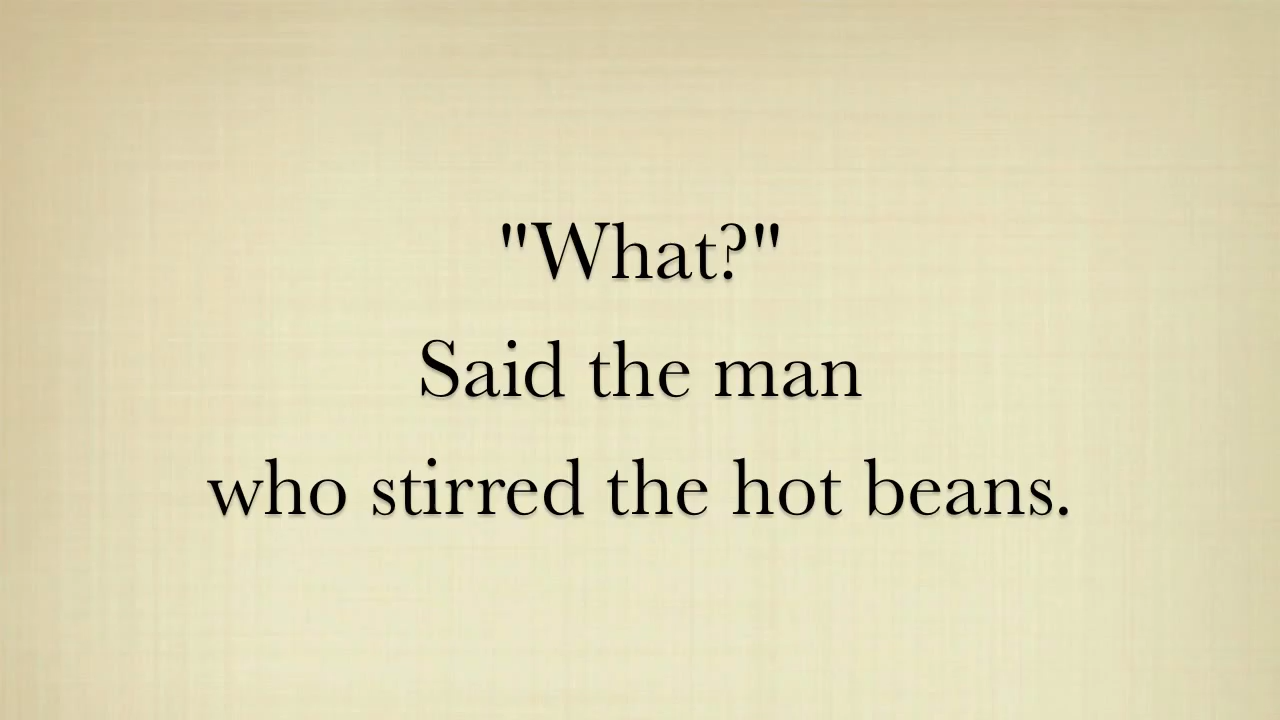 "What?"
Said the man
who stirred the hot beans.